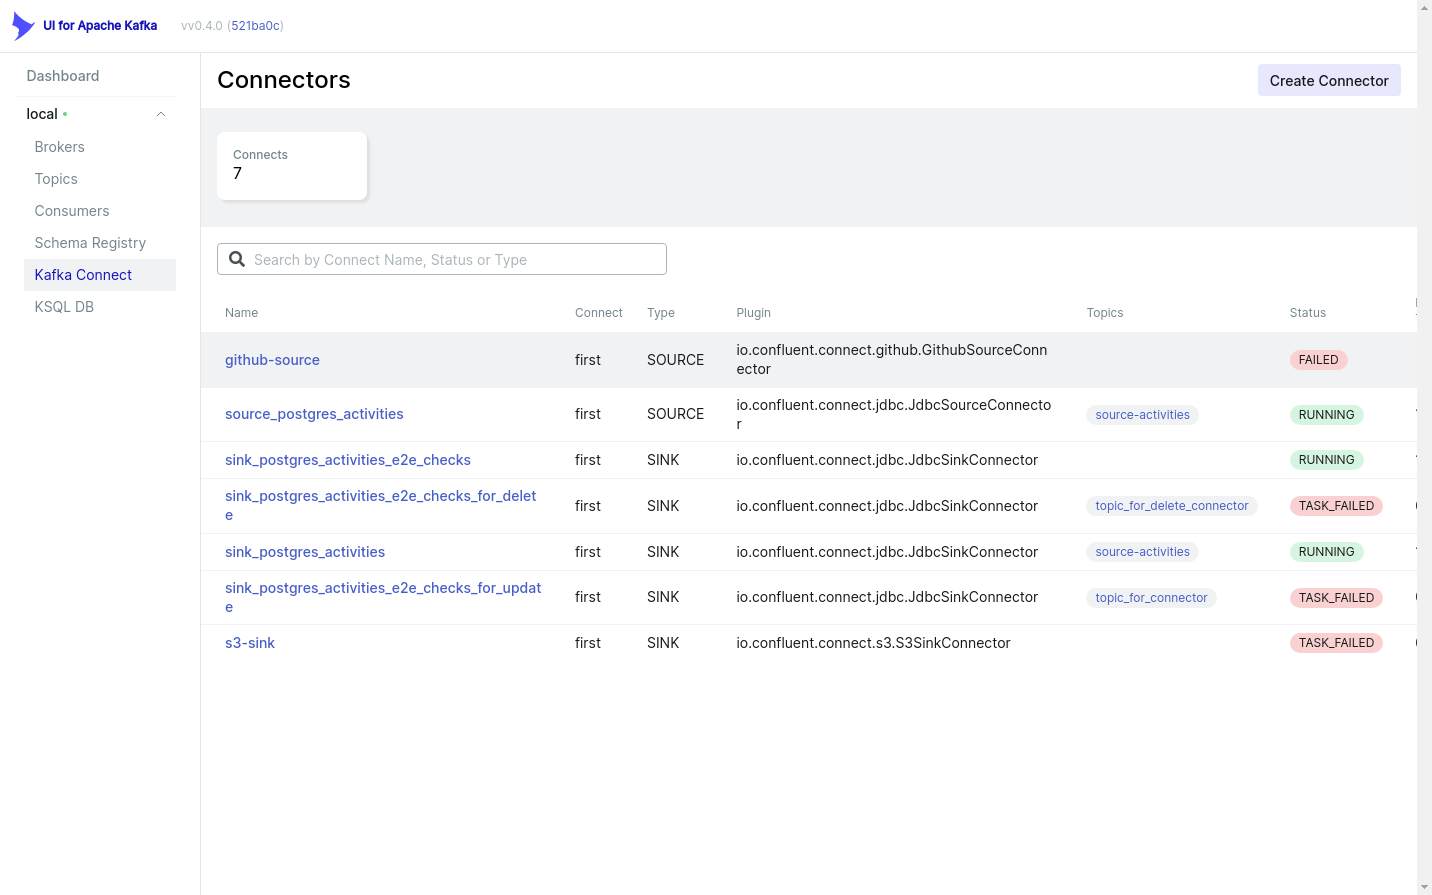 UI for Apache Kafka vv0.4.0 (521ba0c)
Dashboard
local
Brokers
Topics
Consumers
Schema Registry
Kafka Connect
KSQL DB
Connectors
Create Connector
Connects
7
Search by Connect Name, Status or Type
Name Connect Type Plugin Topics Status
github-source first SOURCE io.confluent.connect.github.GithubSourceConn FAILED
ector
source_postgres_activities first SOURCE io.confluent.connect.jdbc.JdbcSourceConnecto source-activities RUNNING
r
sink_postgres_activities_e2e_checks first SINK io.confluent.connect.jdbc.JdbcSinkConnector RUNNING
sink_postgres_activities_e2e_checks_for_delet first SINK io.confluent.connect.jdbc.JdbcSinkConnector topic_for_delete_connector TASK_FAILED
e
sink_postgres_activities first SINK io.confluent.connect.jdbc.JdbcSinkConnector source-activities RUNNING
sink_postgres_activities_e2e_checks_for_updat first SINK io.confluent.connect.jdbc.JdbcSinkConnector topic_for_connector TASK_FAILED
e
s3-sink first SINK io.confluent.connect.s3.S3SinkConnector TASK_FAILED